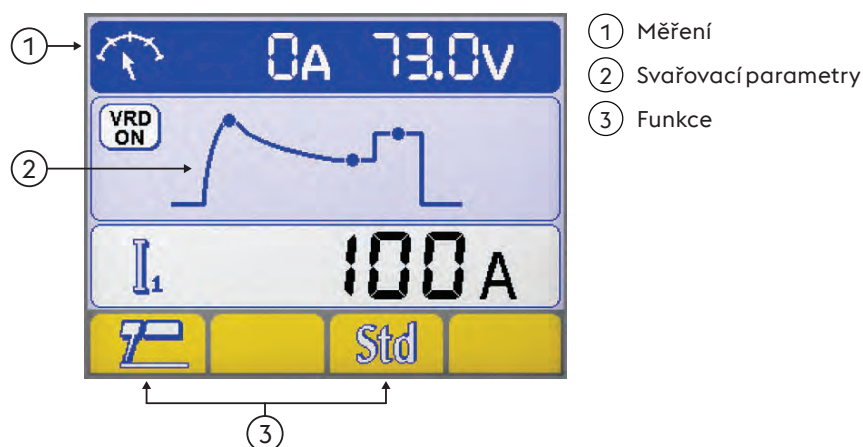 1 0A 73.0V
VRD
ON
2
I1 100A
Std
3
1 Měření
2 Svařovací parametry
3 Funkce